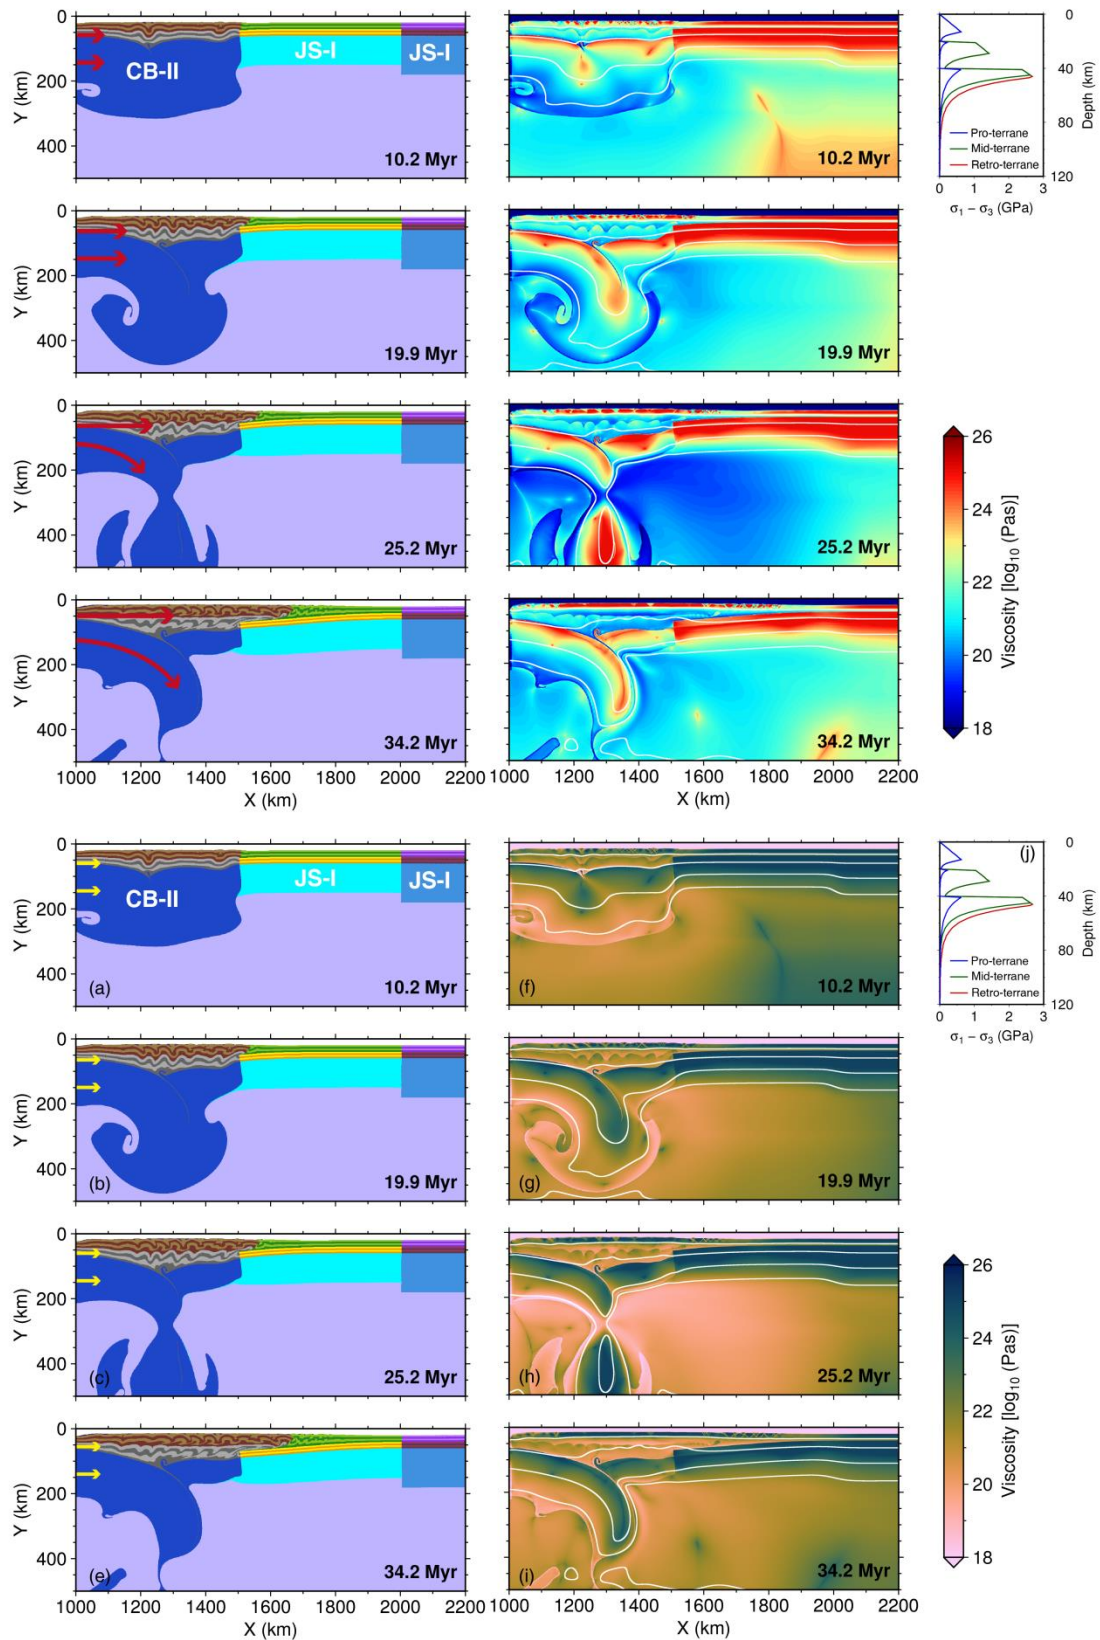 0
200
400
Y (km)
CB-II
JS-I
JS-I
10.2 Myr
10.2 Myr
0
40
80
120
Depth (km)
Pro-terrane
Mid-terrane
Retro-terrane
0 1 2 3
σ1 − σ3 (GPa)
0
200
400
Y (km)
19.9 Myr
19.9 Myr
0
200
400
Y (km)
25.2 Myr
25.2 Myr
0
200
400
Y (km)
34.2 Myr
34.2 Myr
26
24
22
20
18
Viscosity [log10 (Pas)]
1000 1200 1400 1600 1800 2000 2200
X (km)
1000 1200 1400 1600 1800 2000 2200
X (km)
0
200
400
Y (km)
CB-II
JS-I
JS-I
(a)
10.2 Myr
(f)
10.2 Myr
(j)
0
40
80
120
Depth (km)
Pro-terrane
Mid-terrane
Retro-terrane
0 1 2 3
σ1 − σ3 (GPa)
0
200
400
Y (km)
(b)
19.9 Myr
(g)
19.9 Myr
0
200
400
Y (km)
(c)
25.2 Myr
(h)
25.2 Myr
0
200
400
Y (km)
(e)
34.2 Myr
(i)
34.2 Myr
26
24
22
20
18
Viscosity [log10 (Pas)]
1000 1200 1400 1600 1800 2000 2200
X (km)
1000 1200 1400 1600 1800 2000 2200
X (km)